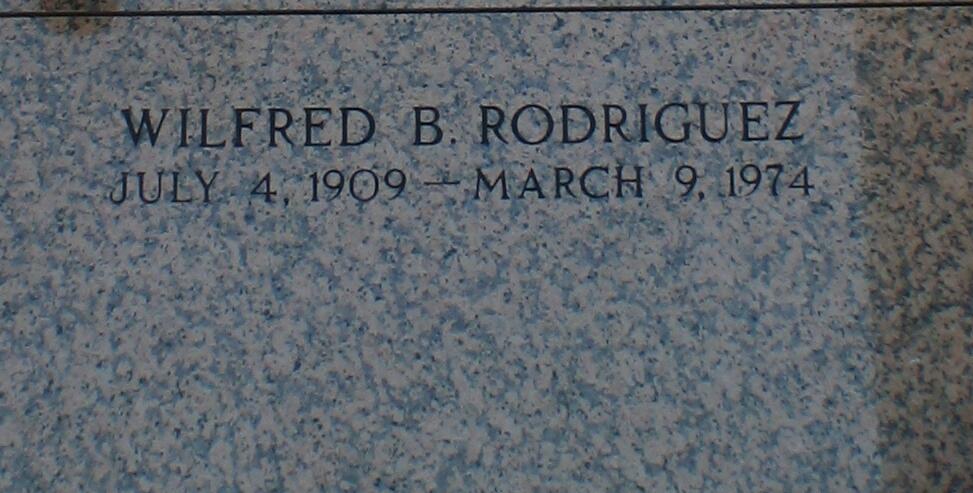 WILFRED B. RODRIGUEZ
JULY 4, 1909 — MARCH 9, 1974